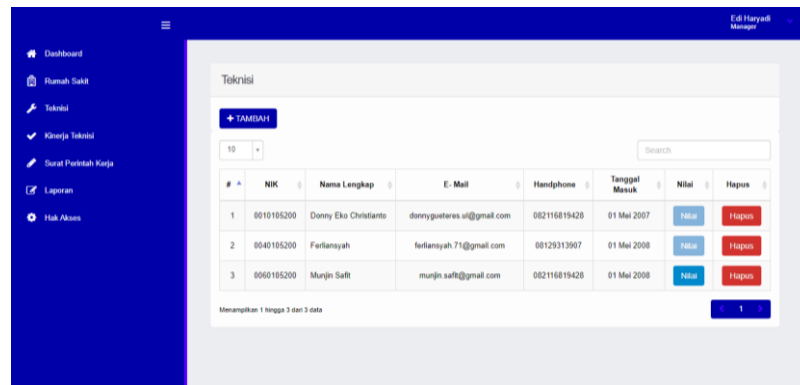 Edi Haryadi
Manager
Dashboard
Rumah Sakit
Teknisi
Kinerja Teknisi
Surat Perintah Kerja
Laporan
Hak Akses
Teknisi
+ TAMBAH
10
Search
# NIK Nama Lengkap E- Mail Handphone Tanggal Masuk Nilai Hapus
1 0010105200 Donny Eko Christianto donnygueteres.ul@gmail.com 082116819428 01 Mei 2007 Nilai Hapus
2 0040105200 Ferliansyah ferliansyah.71@gmail.com 08129313907 01 Mei 2008 Nilai Hapus
3 0060105200 Munjin Safit munjin.safit@gmail.com 082116819428 01 Mei 2008 Nilai Hapus
Menampilkan 1 hingga 3 dari 3 data
1